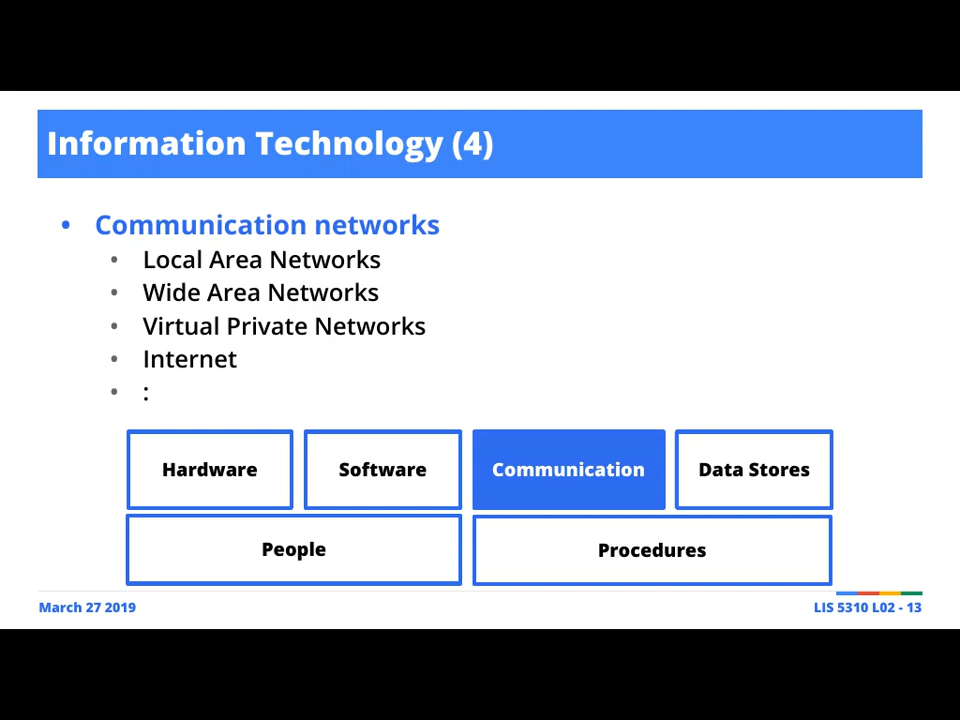 Information Technology (4)
• Communication networks
• Local Area Networks
• Wide Area Networks
• Virtual Private Networks
• Internet
• :
Hardware
Software
Communication
Data Stores
People
Procedures
March 27 2019
LIS 5310 L02 - 13